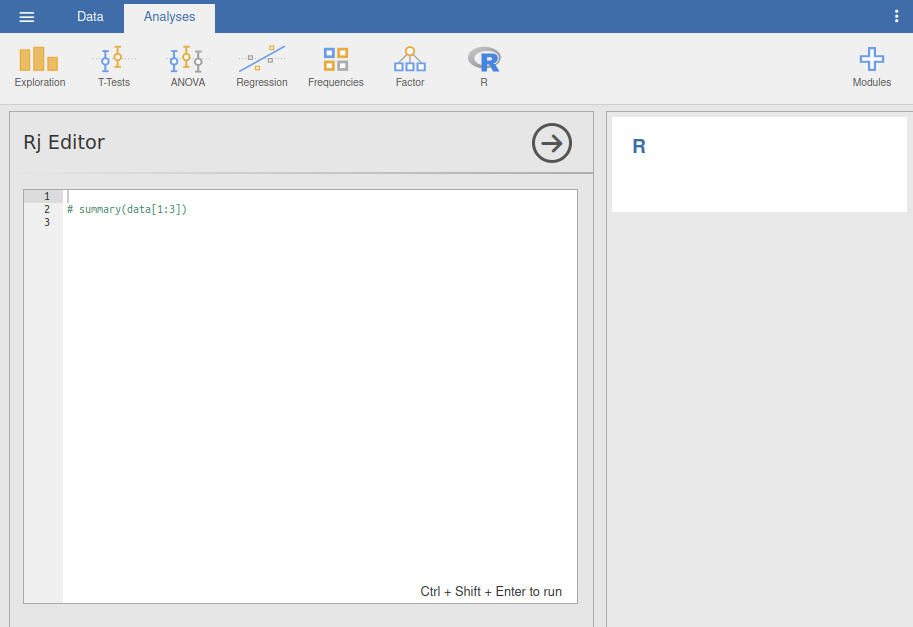 Data Analyses
Exploration T-Tests ANOVA Regression Frequencies Factor R Modules
Rj Editor
R
1
2 # summary(data[1:3])
3
Ctrl + Shift + Enter to run